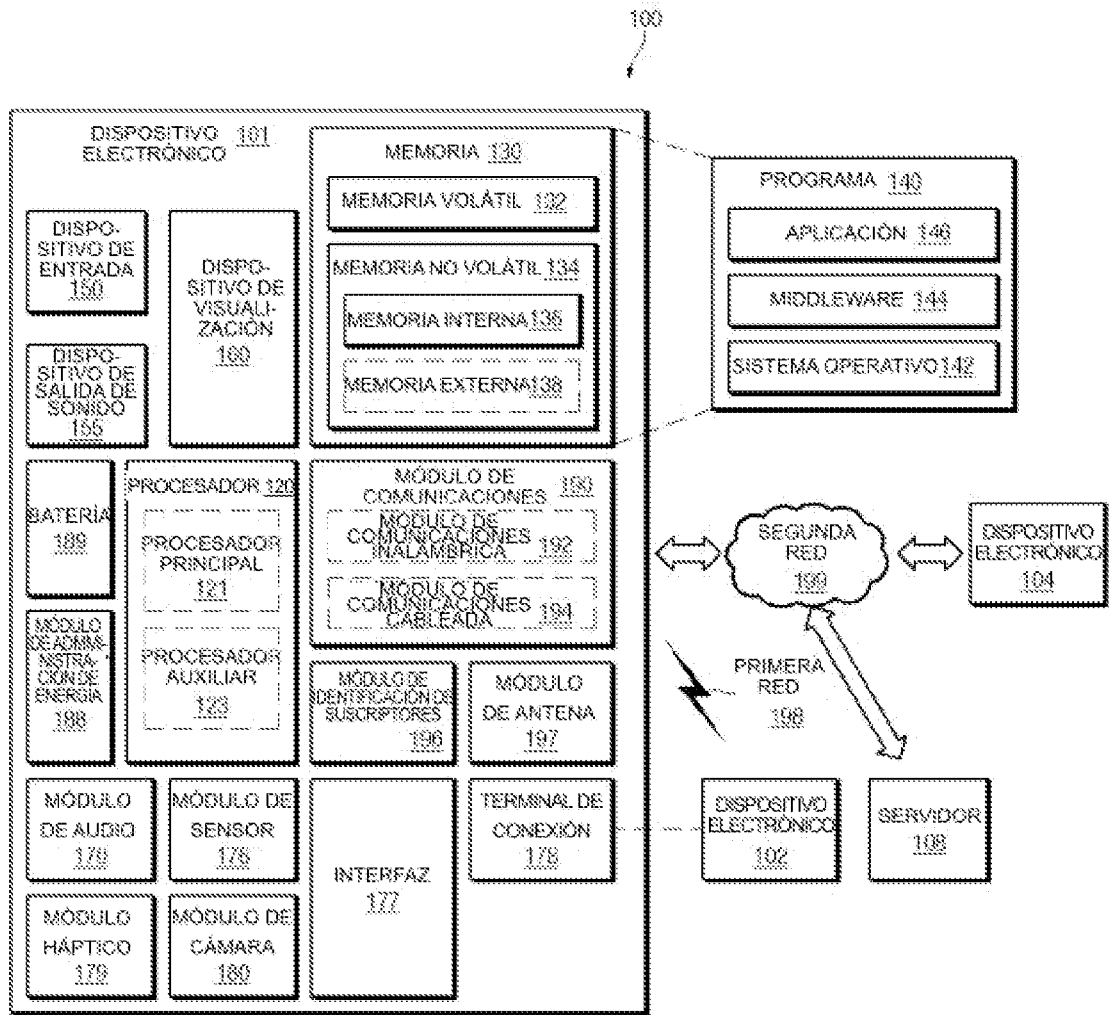 100
DISPOSITIVO 101
ELECTRÓNICO
MEMORIA 130
MEMORIA VOLÁTIL 132
MEMORIA NO VOLÁTIL 134
MEMORIA INTERNA 136
MEMORIA EXTERNA 138
PROGRAMA 140
APLICACIÓN 146
MIDDLEWARE 144
SISTEMA OPERATIVO 142
DISPO-
SITIVO DE
ENTRADA
150
DISPO-
SITIVO DE
VISUALI-
ZACIÓN
160
DISPO-
SITIVO DE
SALIDA DE
SONIDO
155
BATERÍA
189
PROCESADOR 120
PROCESADOR
PRINCIPAL
121
PROCESADOR
AUXILIAR
123
MÓDULO DE
COMUNICACIONES 190
MÓDULO DE
COMUNICACIONES 192
INALÁMBRICA
MÓDULO DE
COMUNICACIONES 194
CABLEADA
MÓDULO
DE ADMI-
NISTRA-
CIÓN DE
ENERGÍA
188
MÓDULO DE
IDENTIFICACIÓN DE
SUSCRIPTORES
196
MÓDULO
DE ANTENA
197
SEGUNDA
RED
199
DISPOSITIVO
ELECTRÓNICO
104
PRIMERA
RED
198
MÓDULO
DE AUDIO
170
MÓDULO DE
SENSOR
176
INTERFAZ
177
TERMINAL DE
CONEXIÓN
178
DISPOSITIVO
ELECTRÓNICO
102
SERVIDOR
108
MÓDULO
HÁPTICO
179
MÓDULO DE
CÁMARA
180